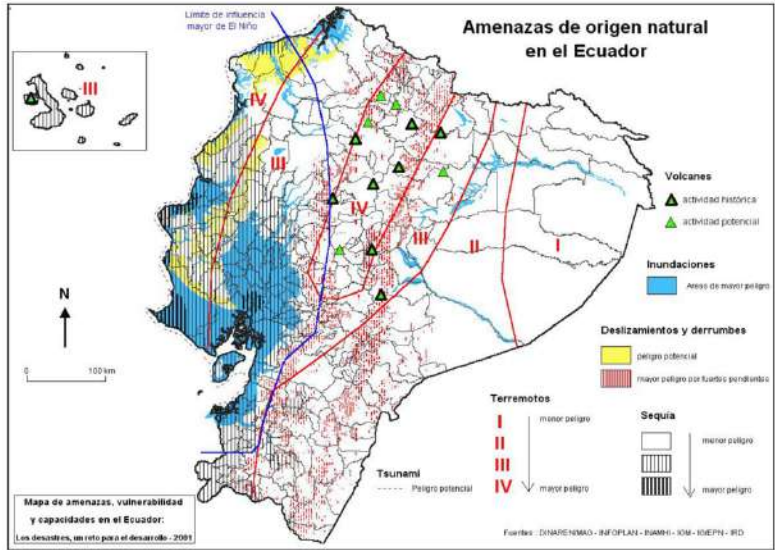 Límite de influencia
mayor de El Niño
Amenazas de origen natural
en el Ecuador
III
IV
III
IV
III
II
I
Volcanes
actividad histórica
actividad potencial
Inundaciones
Areas de mayor peligro
Deslizamientos y derrumbes
peligro potencial
mayor peligro por fuertes pendientes
N
0 100 km
Terremotos
I menor peligro
II
III
IV mayor peligro
Sequía
menor peligro
mayor peligro
Tsunami
Peligro potencial
Mapa de amenazas, vulnerabilidad
y capacidades en el Ecuador:
Los desastres, un reto para el desarrollo - 2001
Fuentes : DINAREN/MAG - INFOPLAN - INAMHI - IGM - IG/EPN - IRD